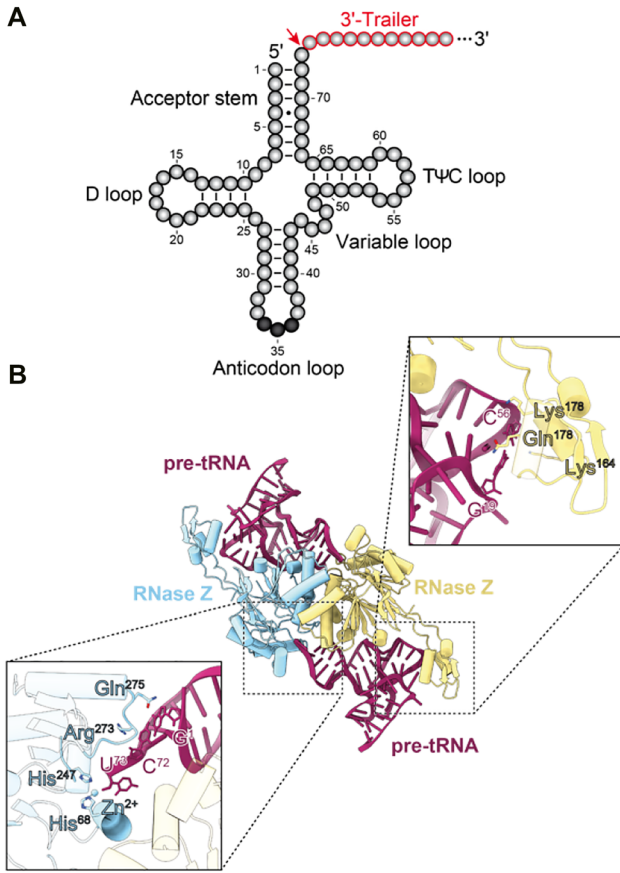 A
3'-Trailer
5'
···3'
1
70
Acceptor stem
5
60
15
10
65
D loop
TΨC loop
50
20
25
55
45
Variable loop
30
40
35
Anticodon loop
B
C56
Lys178
Gln178
Lys164
G19
pre-tRNA
RNase Z
RNase Z
Gln275
Arg273
G1
U73
C72
His247
Zn2+
His68
pre-tRNA